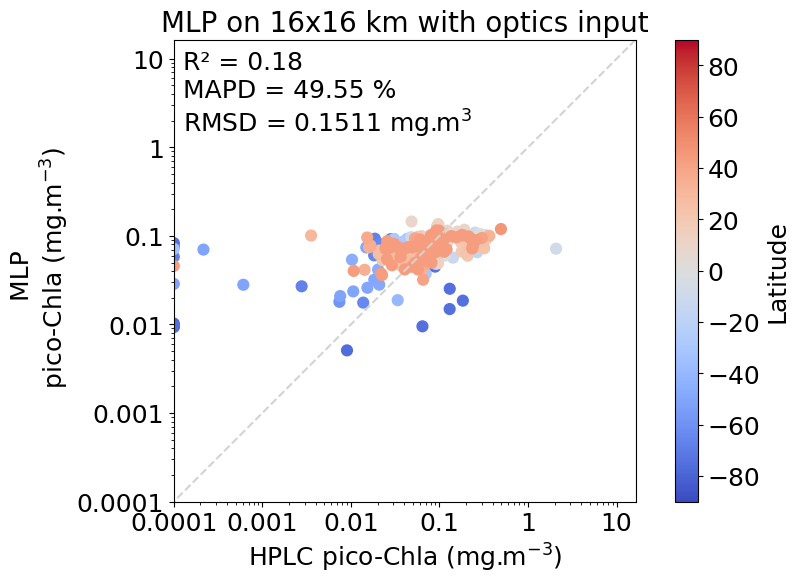 MLP on 16x16 km with optics input
R² = 0.18
MAPD = 49.55 %
RMSD = 0.1511 mg.m³
MLP
pico-Chla (mg.m⁻³)
10
1
0.1
0.01
0.001
0.0001
0.0001 0.001 0.01 0.1 1 10
HPLC pico-Chla (mg.m⁻³)
80
60
40
20
0
−20
−40
−60
−80
Latitude